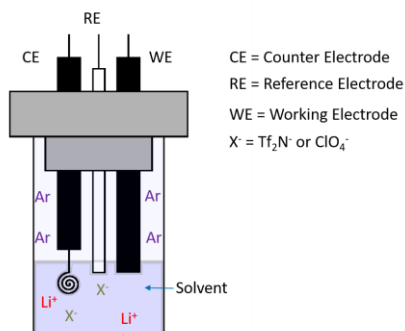 RE
CE
WE
CE = Counter Electrode
RE = Reference Electrode
WE = Working Electrode
X⁻ = Tf₂N⁻ or ClO₄⁻
Ar
Ar
Ar
Ar
X⁻
Solvent
Li⁺
X⁻
Li⁺